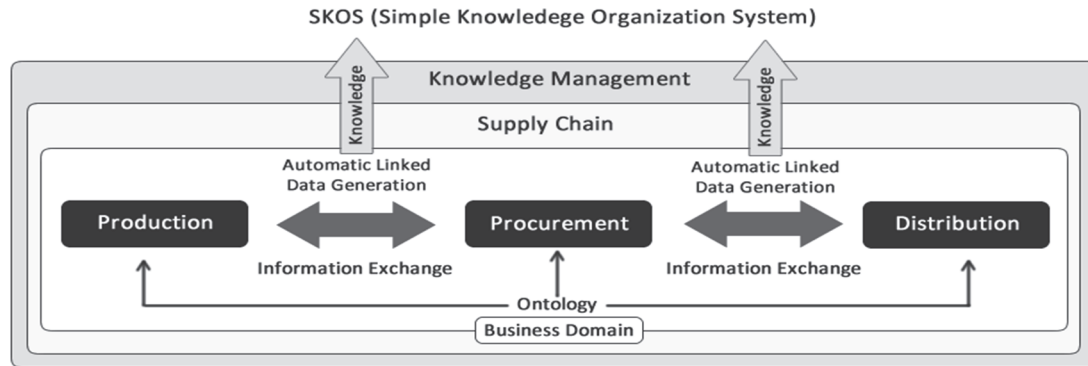 SKOS (Simple Knowledege Organization System)
Knowledge Management
Knowledge
Knowledge
Supply Chain
Automatic Linked
Data Generation
Automatic Linked
Data Generation
Production
Procurement
Distribution
Information Exchange
Information Exchange
Ontology
Business Domain